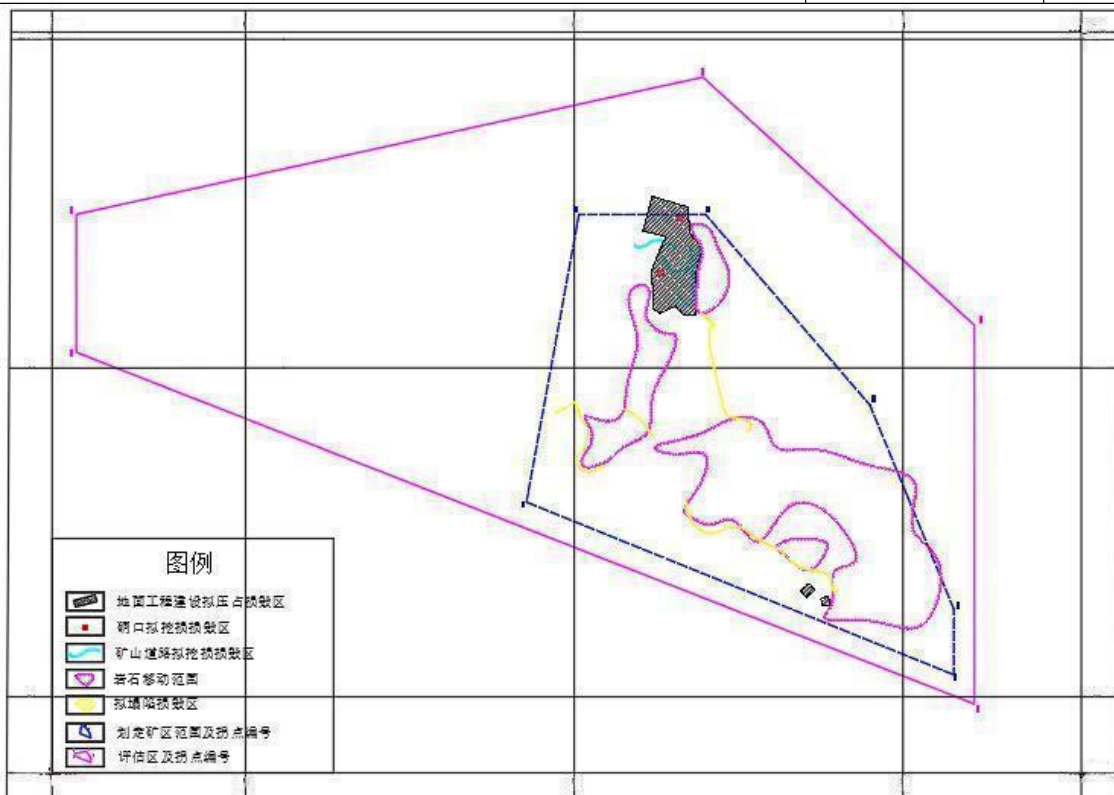 图例
地面工程建设拟压占损毁区
硐口拟挖损损毁区
矿山道路拟挖损损毁区
岩石移动范围
拟塌陷损毁区
划定矿区范围及拐点编号
评估区及拐点编号